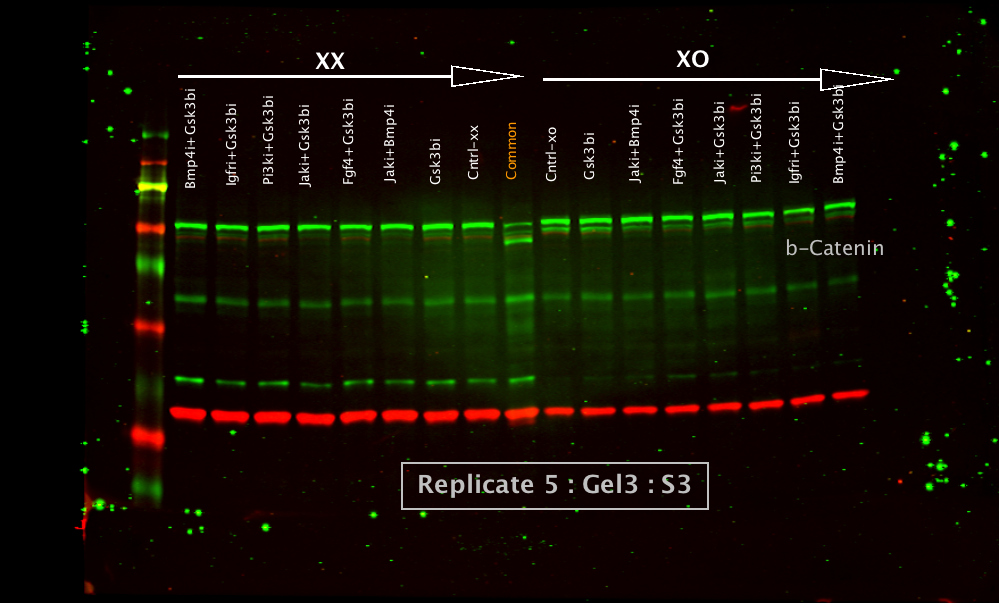 XX
XO
Bmp4i+Gsk3bi
Igfri+Gsk3bi
Pi3ki+Gsk3bi
Jaki+Gsk3bi
Fgf4+Gsk3bi
Jaki+Bmp4i
Gsk3bi
Cntrl-xx
Common
Cntrl-xo
Gsk3bi
Jaki+Bmp4i
Fgf4+Gsk3bi
Jaki+Gsk3bi
Pi3ki+Gsk3bi
Igfri+Gsk3bi
Bmp4i+Gsk3bi
b-Catenin
Replicate 5 : Gel3 : S3